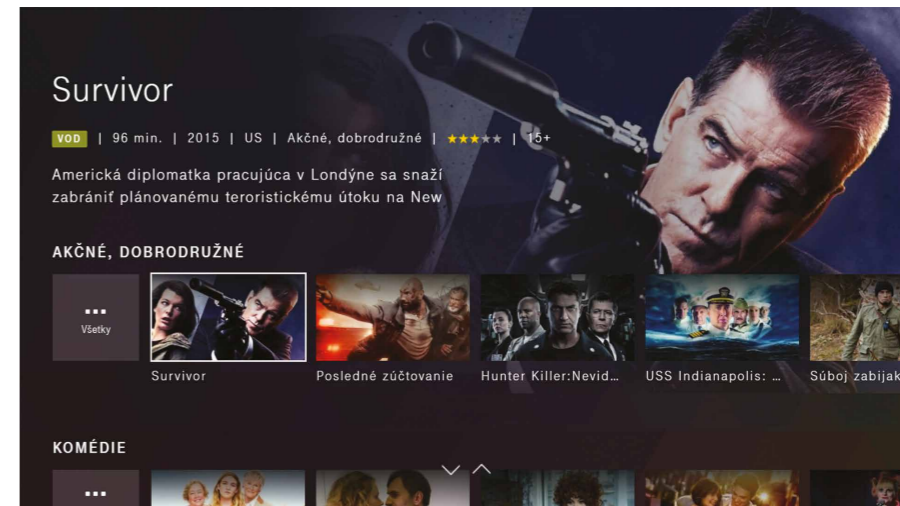 Survivor
VOD | 96 min. | 2015 | US | Akčné, dobrodružné | ★★★★★ | 15+
Americká diplomatka pracujúca v Londýne sa snaží
zabrániť plánovanému teroristickému útoku na New
AKČNÉ, DOBRODRUŽNÉ
...
Všetky
Survivor
Posledné zúčtovanie
Hunter Killer:Nevid...
USS Indianapolis: ...
Súboj zabijak
KOMÉDIE
...